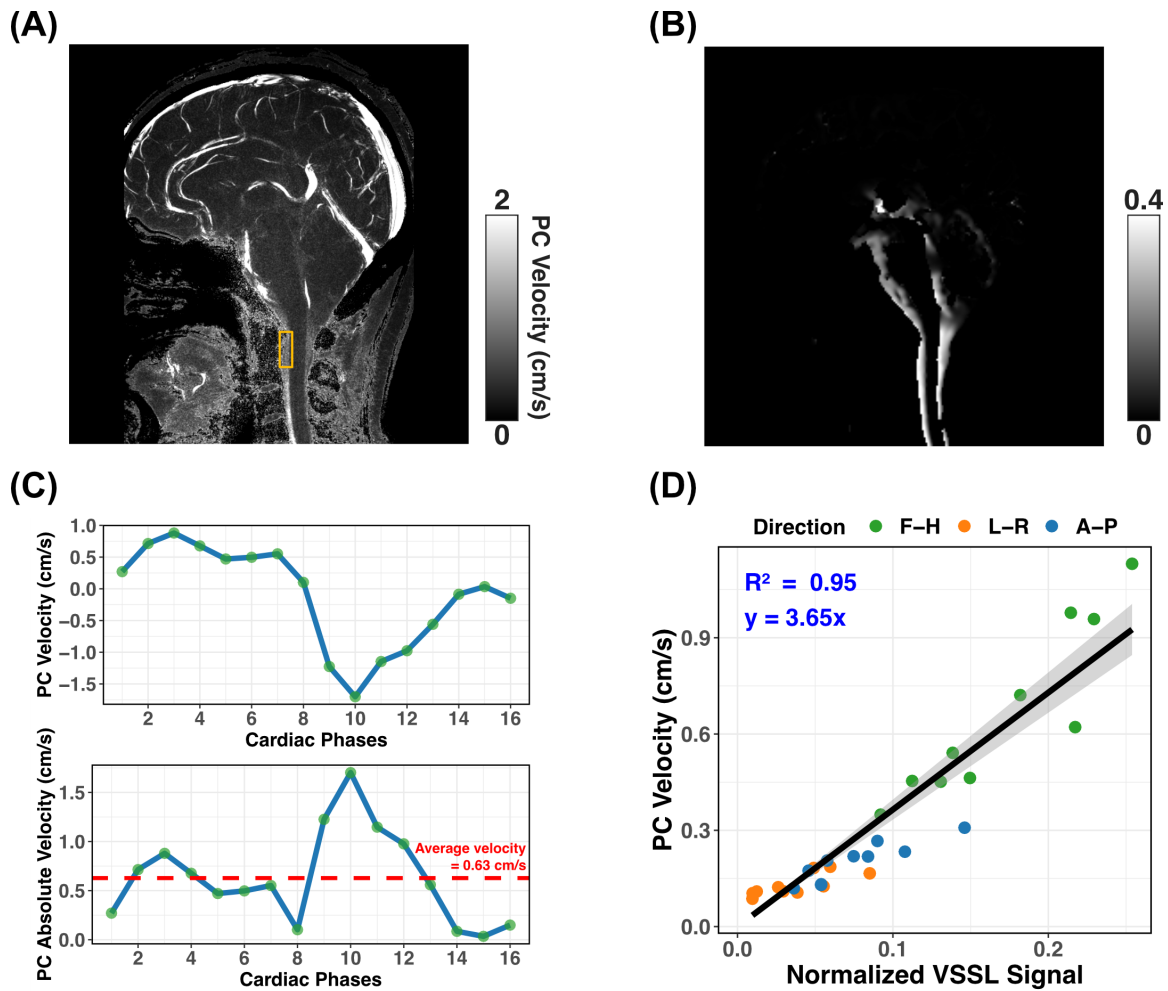 (A)
2
PC Velocity (cm/s)
0
(B)
0.4
0
(C)
PC Velocity (cm/s)
1.0
0.5
0.0
−0.5
−1.0
−1.5
2 4 6 8 10 12 14 16
Cardiac Phases
PC Absolute Velocity (cm/s)
1.5
1.0
0.5
0.0
Average velocity
= 0.63 cm/s
2 4 6 8 10 12 14 16
Cardiac Phases
(D)
Direction F−H L−R A−P
R² = 0.95
y = 3.65x
PC Velocity (cm/s)
0.9
0.6
0.3
0.0
0.0 0.1 0.2
Normalized VSSL Signal